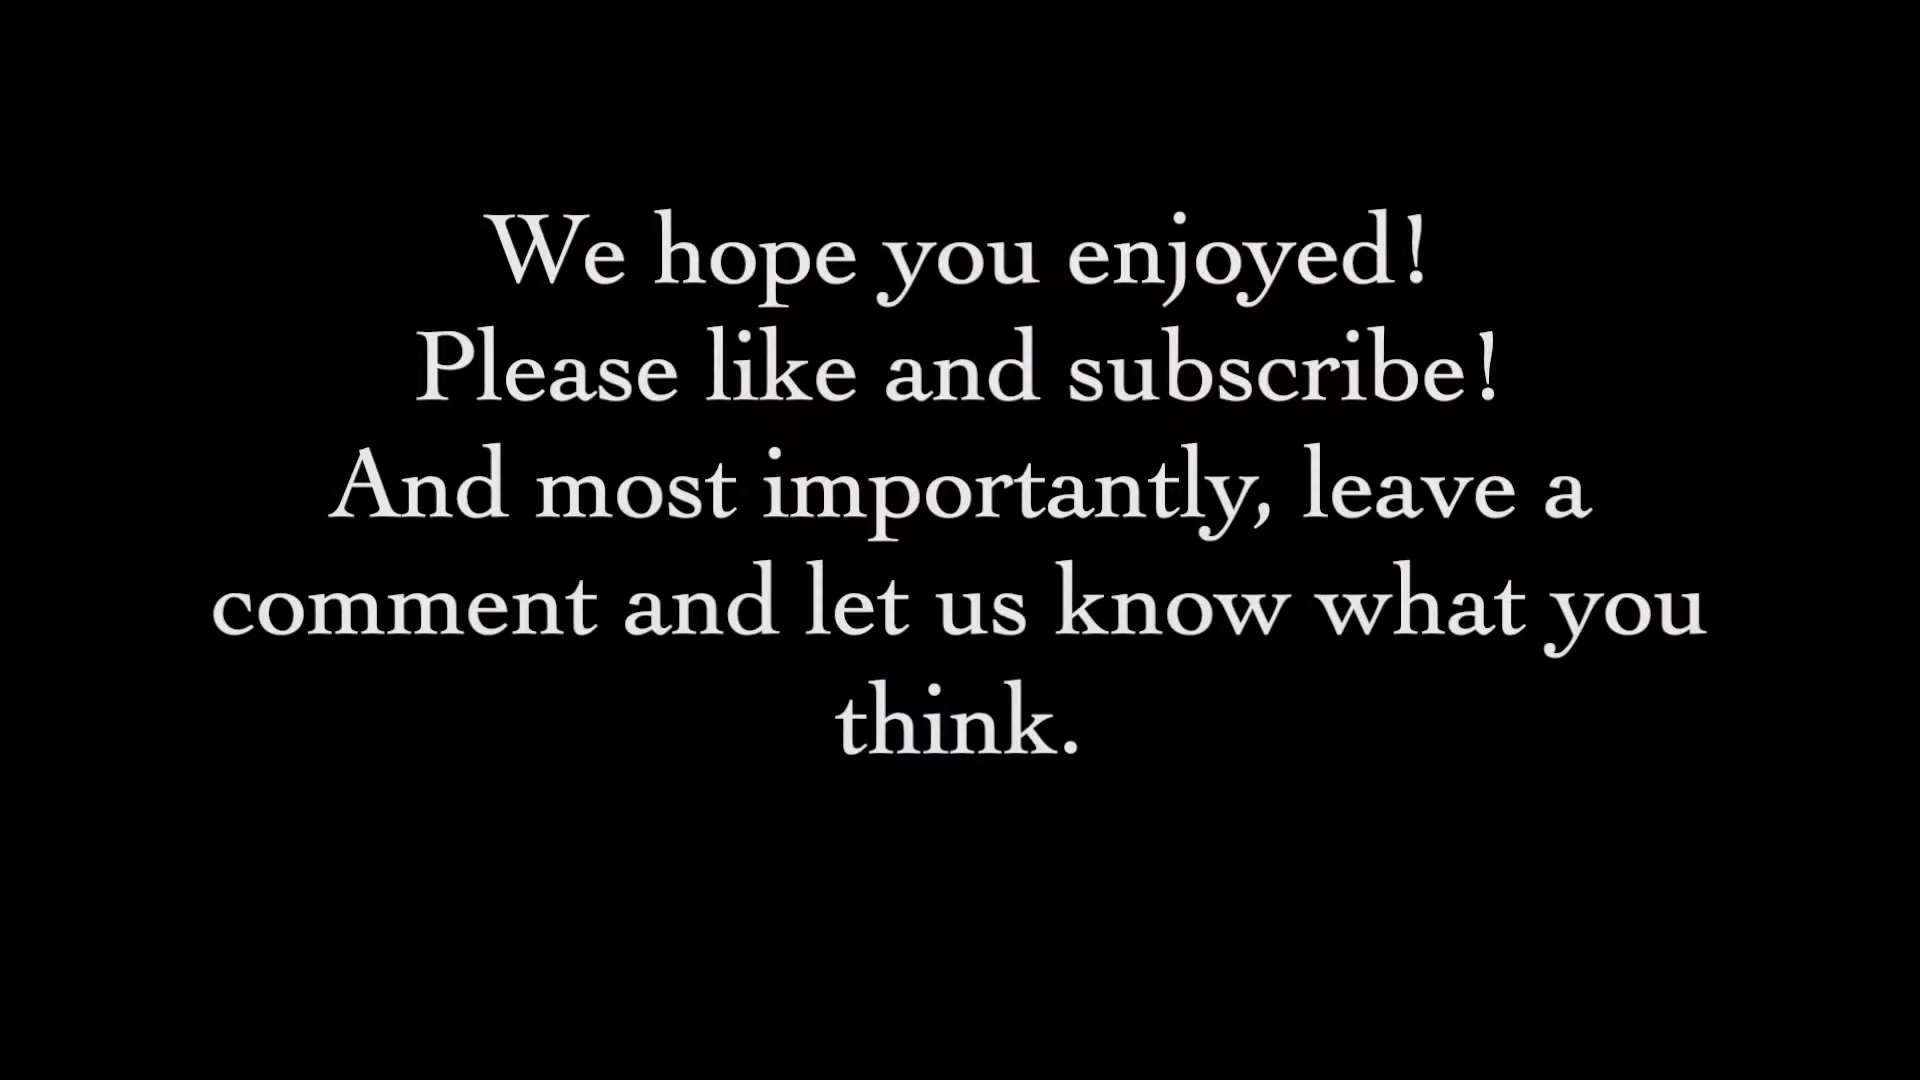 We hope you enjoyed!
Please like and subscribe!
And most importantly, leave a
comment and let us know what you
think.